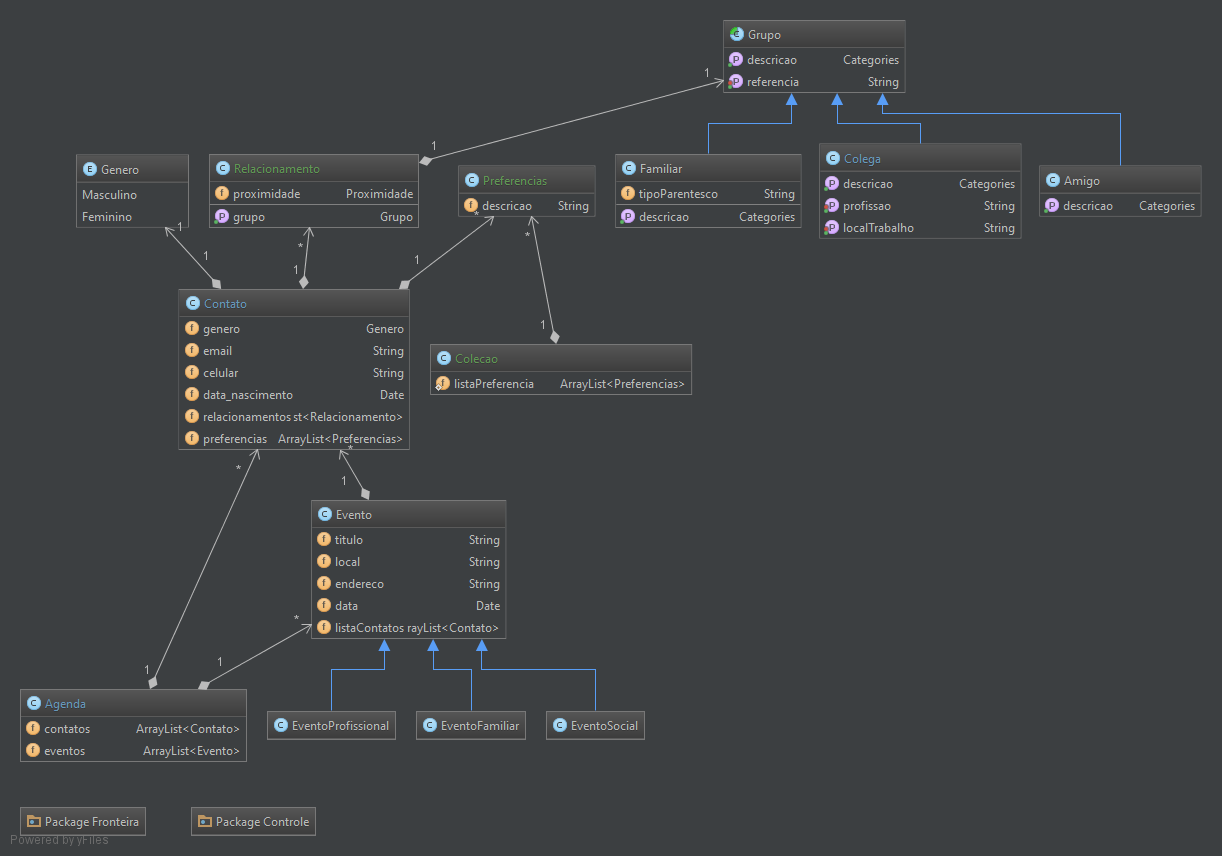 C Grupo
P descricao Categories
P referencia String
1
1
E Genero
Masculino
Feminino
C Relacionamento
f proximidade Proximidade
P grupo Grupo
C Preferencias
f descricao String
C Familiar
f tipoParentesco String
P descricao Categories
C Colega
P descricao Categories
P profissao String
P localTrabalho String
C Amigo
P descricao Categories
1
1
*
1
*
1
*
1
C Contato
f genero Genero
f email String
f celular String
f data_nascimento Date
f relacionamentos st<Relacionamento>
f preferencias ArrayList<Preferencias>
C Colecao
f listaPreferencia ArrayList<Preferencias>
*
*
1
C Evento
f titulo String
f local String
f endereco String
f data Date
f listaContatos rayList<Contato>
*
1
1
C Agenda
f contatos ArrayList<Contato>
f eventos ArrayList<Evento>
C EventoProfissional
C EventoFamiliar
C EventoSocial
Package Fronteira
Package Controle
Powered by yFiles